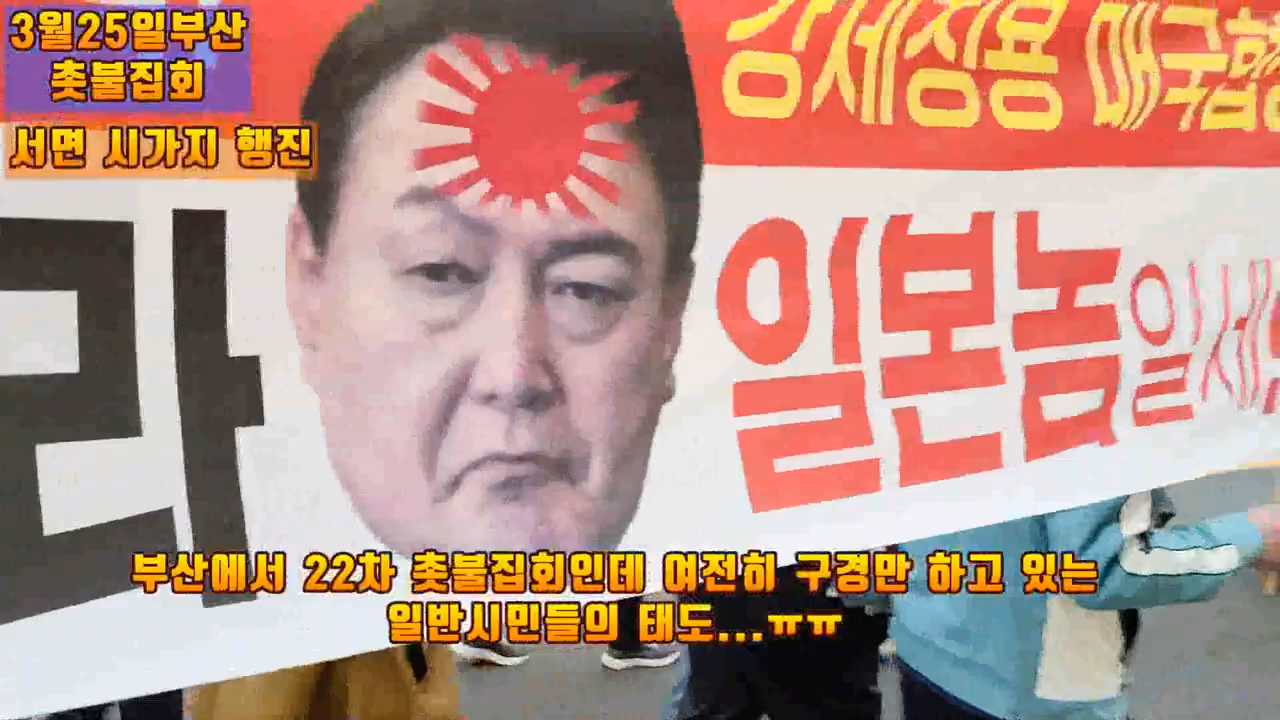 3월25일부산
촛불집회
서면 시가지 행진
강제징용 매국협
라
일본놈일세
부산에서 22차 촛불집회인데 여전히 구경만 하고 있는
일반시민들의 태도...ㅠㅠ